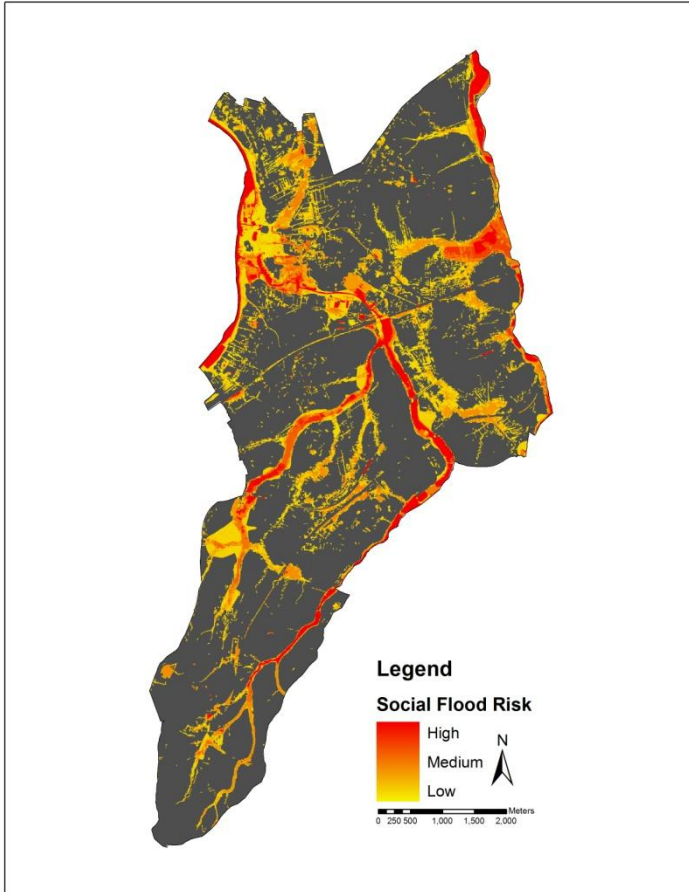 Legend
Social Flood Risk
High
Medium
Low
N
Meters
0 250 500 1,000 1,500 2,000